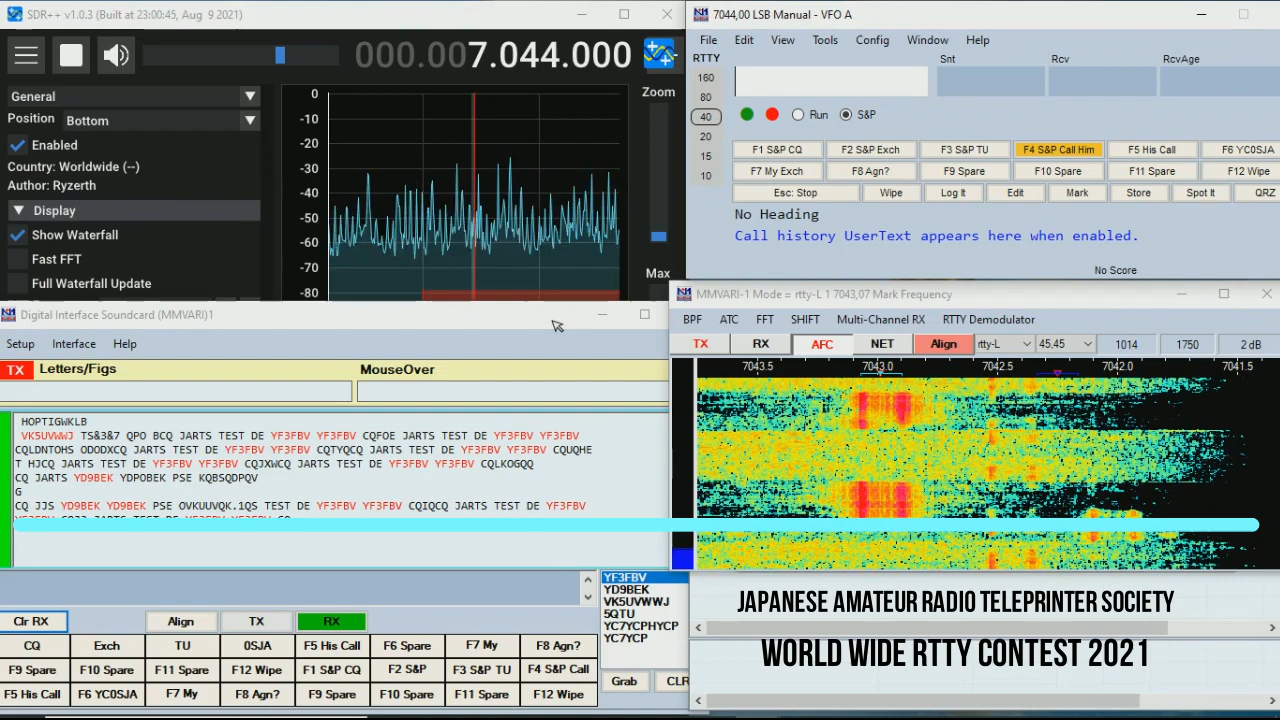 SDR++ v1.0.3 (Built at 23:00:45, Aug 9 2021)
000.007.044.000
General
Position Bottom
Enabled
Country: Worldwide (--)
Author: Ryzerth
Display
Show Waterfall
Fast FFT
Full Waterfall Update
0
-10
-20
-30
-40
-50
-60
-70
-80
Zoom
Max
7044,00 LSB Manual - VFO A
File Edit View Tools Config Window Help
RTTY Snt Rcv RcvAge
160
80
40
20
15
10
Run S&P
F1 S&P CQ F2 S&P Exch F3 S&P TU F4 S&P Call Him F5 His Call F6 YC0SJA
F7 My Exch F8 Agn? F9 Spare F10 Spare F11 Spare F12 Wipe
Esc: Stop Wipe Log It Edit Mark Store Spot It QRZ
No Heading
Call history UserText appears here when enabled.
No Score
Digital Interface Soundcard (MMVARI)1
Setup Interface Help
TX Letters/Figs MouseOver
HOPTIGWKLB
VK5UVWWJ TS&3&7 QPO BCQ JARTS TEST DE YF3FBV YF3FBV CQFOE JARTS TEST DE YF3FBV YF3FBV
CQLDNTOHS ODODXCQ JARTS TEST DE YF3FBV YF3FBV CQTYQCQ JARTS TEST DE YF3FBV YF3FBV CQUQHE
T HJCQ JARTS TEST DE YF3FBV YF3FBV CQJXWCQ JARTS TEST DE YF3FBV YF3FBV CQLKOGQQ
CQ JARTS YD9BEK YDPOBEK PSE KQBSQDPQV
G
CQ JJS YD9BEK YD9BEK PSE OVKUUVQK.1QS TEST DE YF3FBV YF3FBV CQIQCQ JARTS TEST DE YF3FBV
Clr RX Align TX RX
CQ Exch TU 0SJA F5 His Call F6 Spare F7 My F8 Agn?
F9 Spare F10 Spare F11 Spare F12 Wipe F1 S&P CQ F2 S&P F3 S&P TU F4 S&P Call
F5 His Call F6 YC0SJA F7 My F8 Agn? F9 Spare F10 Spare F11 Spare F12 Wipe
YF3FBV
YD9BEK
VK5UVWWJ
5QTU
YC7YCPHYCP
YC7YCP
Grab CLR
MMVARI-1 Mode = rtty-L 1 7043,07 Mark Frequency
BPF ATC FFT SHIFT Multi-Channel RX RTTY Demodulator
TX RX AFC NET Align rtty-L 45,45 1014 1750 2 dB
7043.5 7043.0 7042.5 7042.0 7041.5
JAPANESE AMATEUR RADIO TELEPRINTER SOCIETY
WORLD WIDE RTTY CONTEST 2021